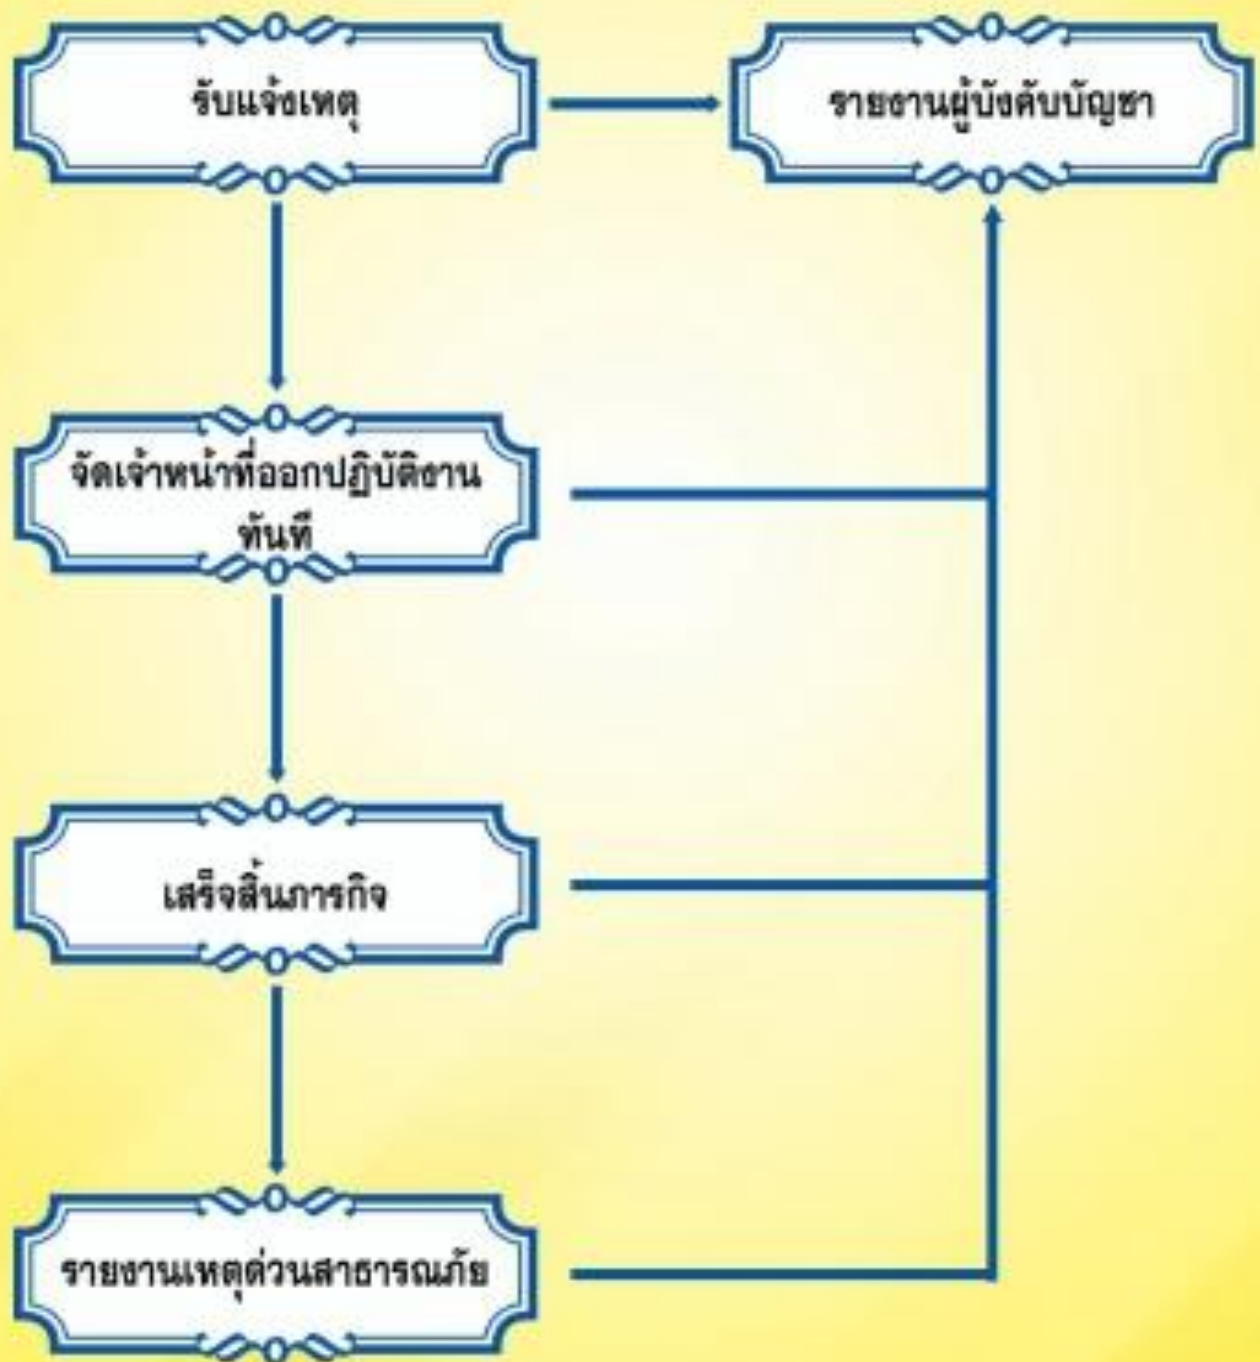 รับแจ้งเหตุ
รายงานผู้บังคับบัญชา
จัดเจ้าหน้าที่ออกปฏิบัติงาน
ทันที
เสร็จสิ้นภารกิจ
รายงานเหตุด่วนสาธารณภัย